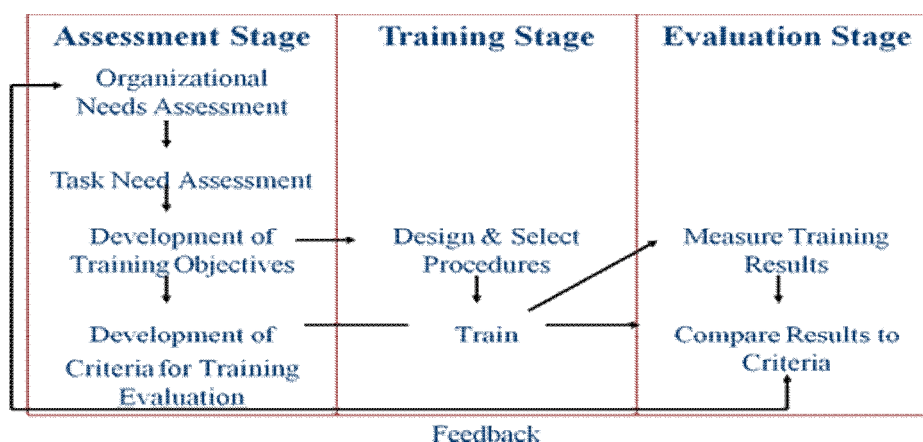 Assessment Stage
Organizational
Needs Assessment
Task Need Assessment
Development of
Training Objectives
Development of
Criteria for Training
Evaluation
Training Stage
Design & Select
Procedures
Train
Evaluation Stage
Measure Training
Results
Compare Results to
Criteria
Feedback